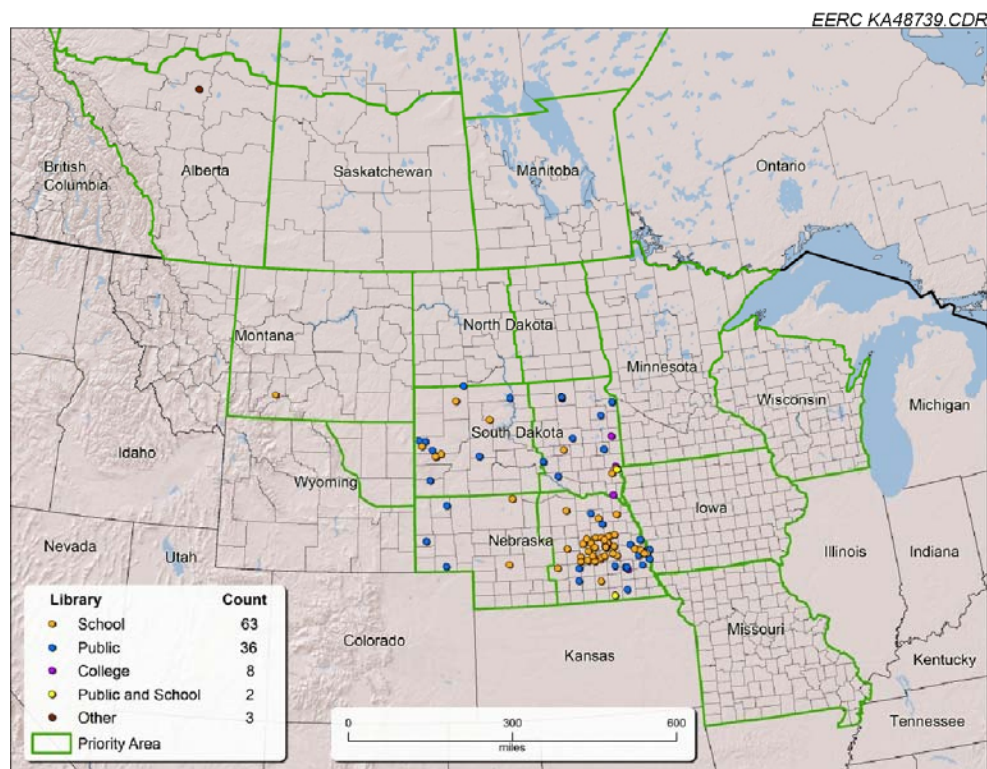 EERC KA48739.CDR
British
Columbia
Alberta
Saskatchewan
Manitoba
Ontario
Montana
North Dakota
Minnesota
Wisconsin
Michigan
Idaho
South Dakota
Wyoming
Iowa
Nevada
Utah
Nebraska
Illinois
Indiana
Colorado
Kansas
Missouri
Kentucky
Tennessee
Library Count
School 63
Public 36
College 8
Public and School 2
Other 3
Priority Area
0 300 600
miles